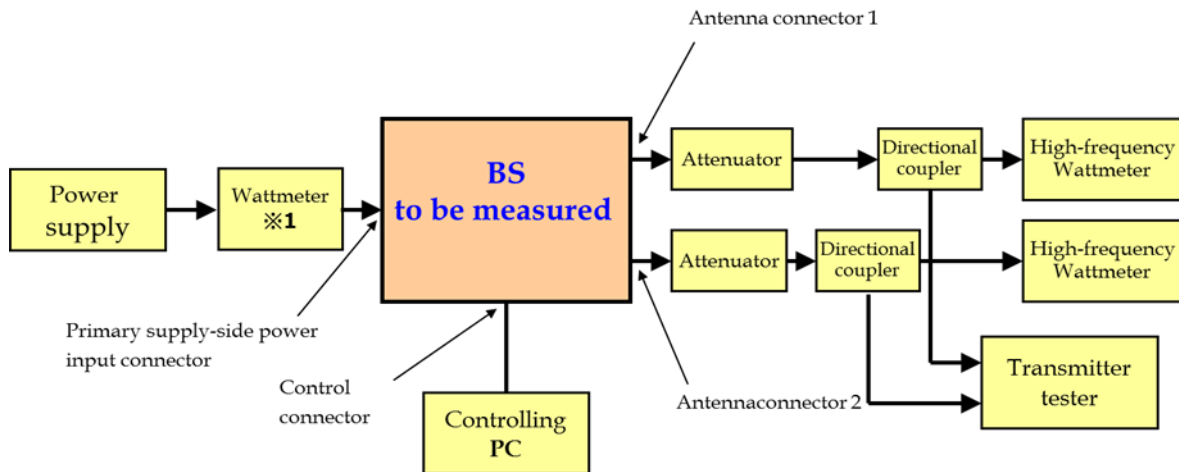 Antenna connector 1
Power
supply
Wattmeter
※1
BS
to be measured
Attenuator
Directional
coupler
High-frequency
Wattmeter
Attenuator
Directional
coupler
High-frequency
Wattmeter
Primary supply-side power
input connector
Control
connector
Controlling
PC
Antennaconnector 2
Transmitter
tester